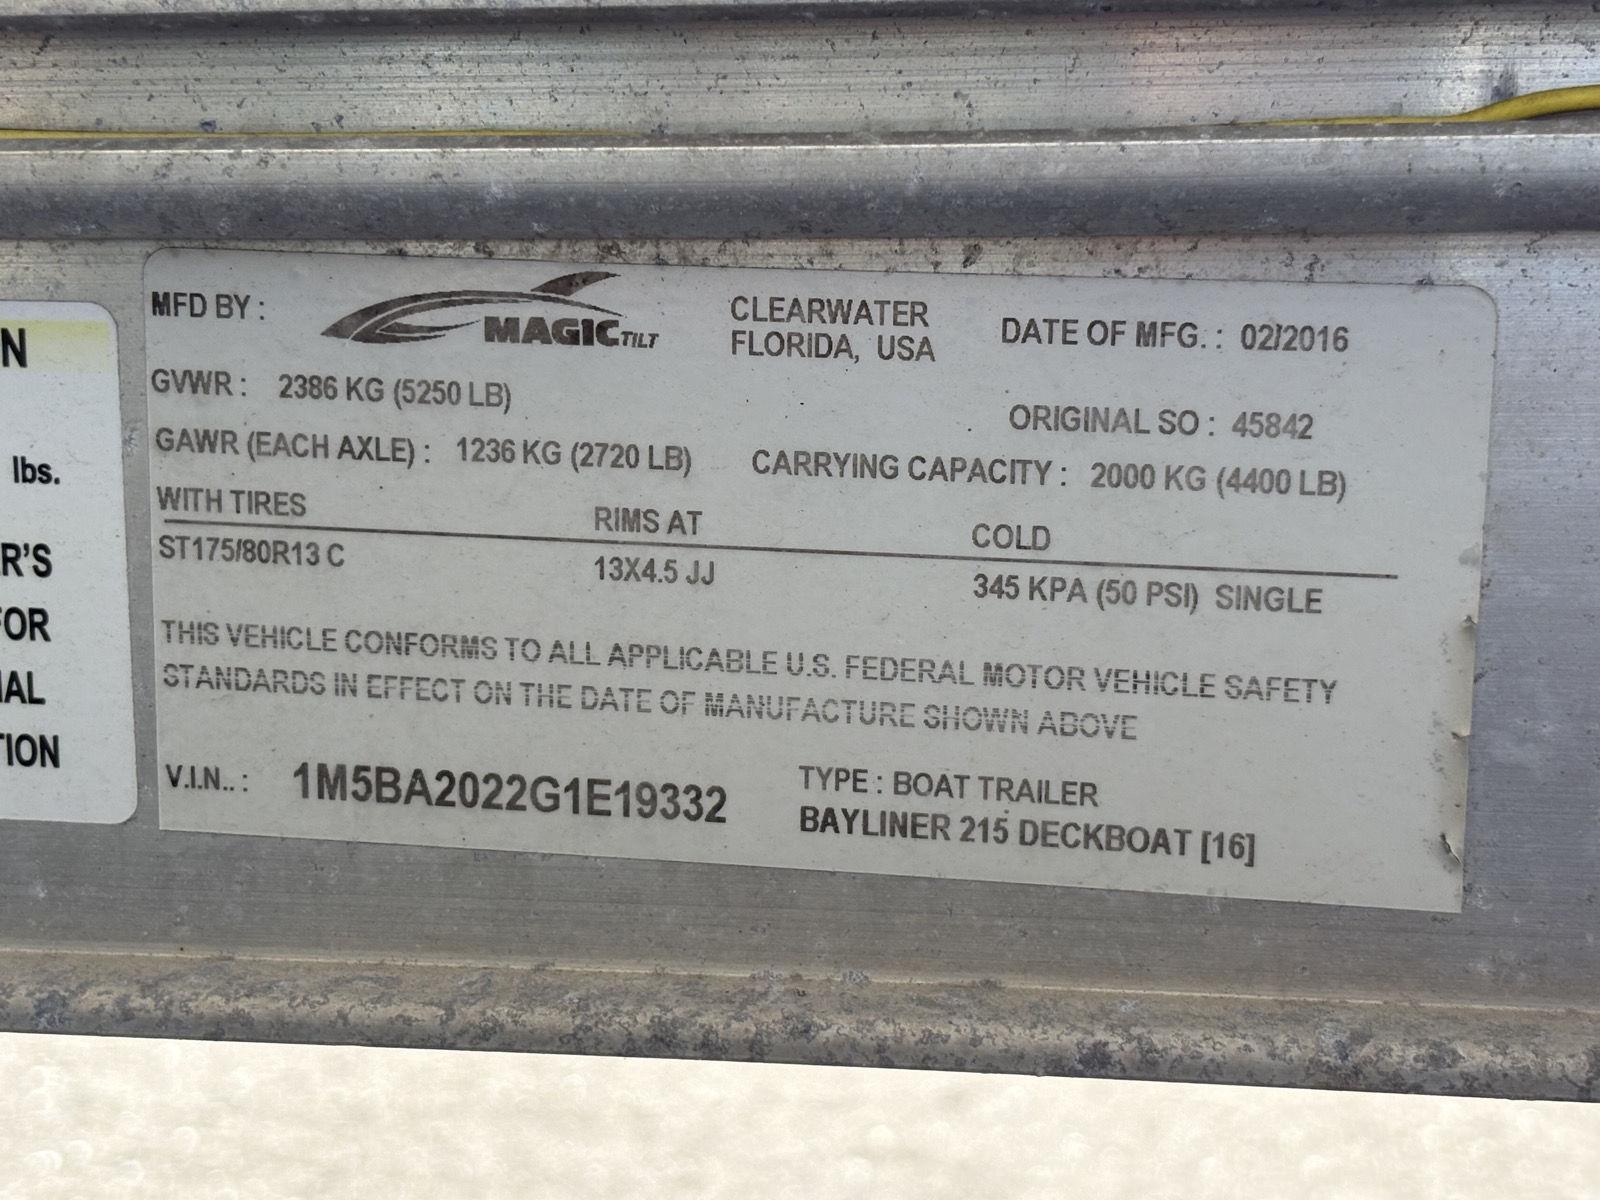 N
lbs.
R'S
FOR
IAL
TION
MFD BY : MAGIC TILT CLEARWATER FLORIDA, USA DATE OF MFG. : 02/2016
GVWR : 2386 KG (5250 LB) ORIGINAL SO : 45842
GAWR (EACH AXLE) : 1236 KG (2720 LB) CARRYING CAPACITY : 2000 KG (4400 LB)
WITH TIRES RIMS AT COLD
ST175/80R13 C 13X4.5 JJ 345 KPA (50 PSI) SINGLE
THIS VEHICLE CONFORMS TO ALL APPLICABLE U.S. FEDERAL MOTOR VEHICLE SAFETY
STANDARDS IN EFFECT ON THE DATE OF MANUFACTURE SHOWN ABOVE
V.I.N.. : 1M5BA2022G1E19332 TYPE : BOAT TRAILER
BAYLINER 215 DECKBOAT [16]